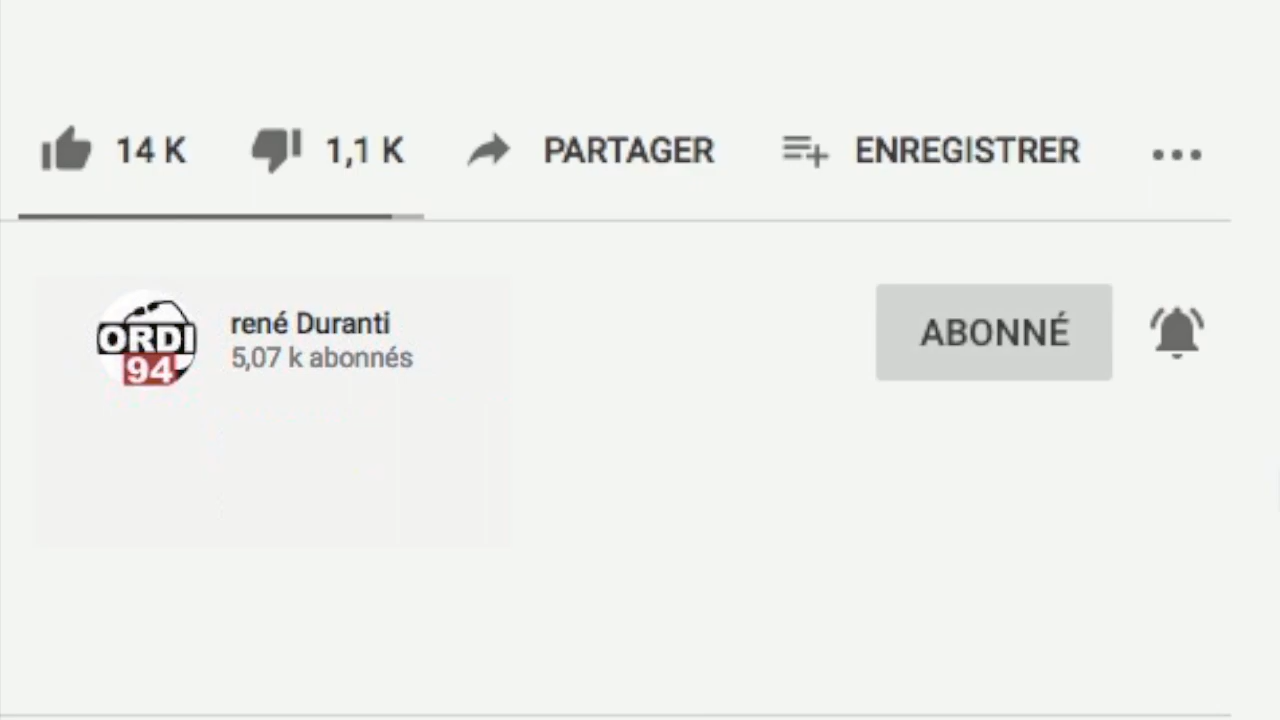 14 K 1,1 K PARTAGER ENREGISTRER
ORDI
94
rené Duranti
5,07 k abonnés
ABONNÉ